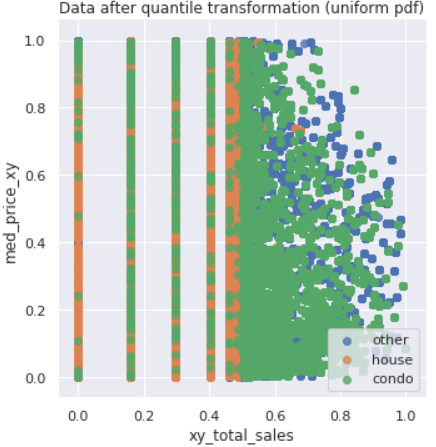 Data after quantile transformation (uniform pdf)
1.0
0.8
0.6
0.4
0.2
0.0
med_price_xy
other
house
condo
0.0 0.2 0.4 0.6 0.8 1.0
xy_total_sales